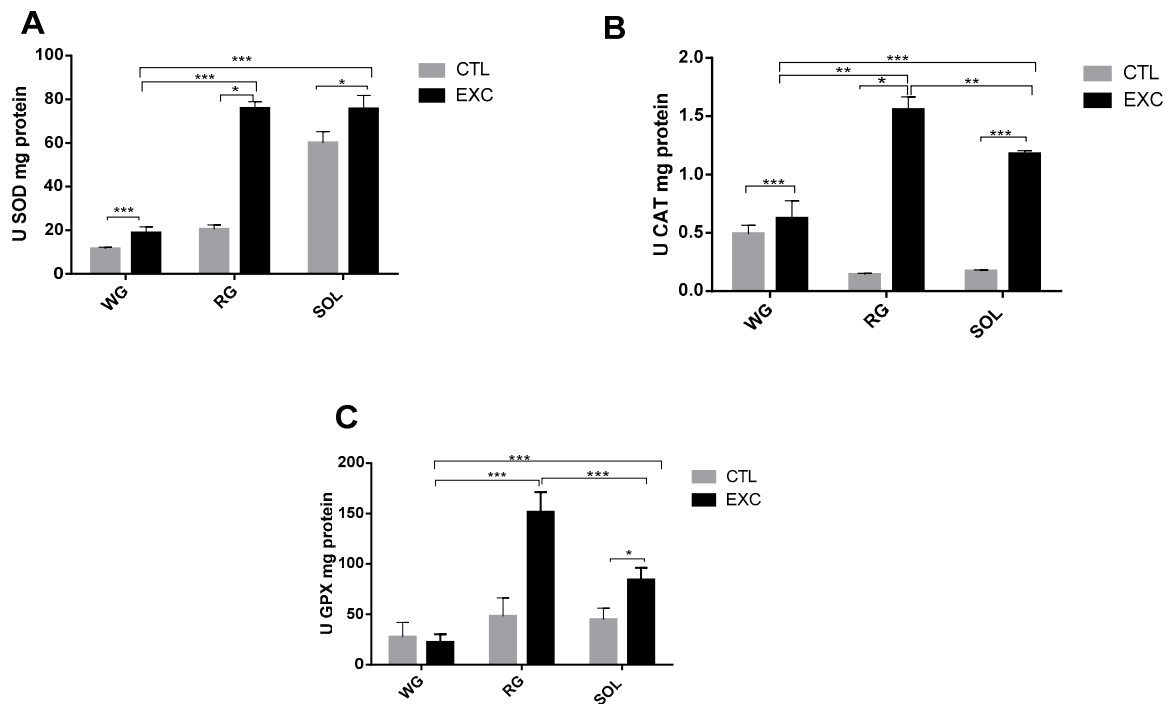 A
U SOD mg protein
100
80
60
40
20
0
***
***
*
*
***
WG
RG
SOL
CTL
EXC
B
U CAT mg protein
2.0
1.5
1.0
0.5
0.0
***
**
*
**
***
***
WG
RG
SOL
CTL
EXC
C
U GPX mg protein
200
150
100
50
0
***
***
***
*
WG
RG
SOL
CTL
EXC